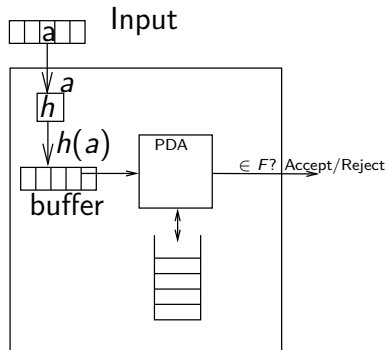 Input
a
a
h
h(a)
PDA
∈ F? Accept/Reject
buffer